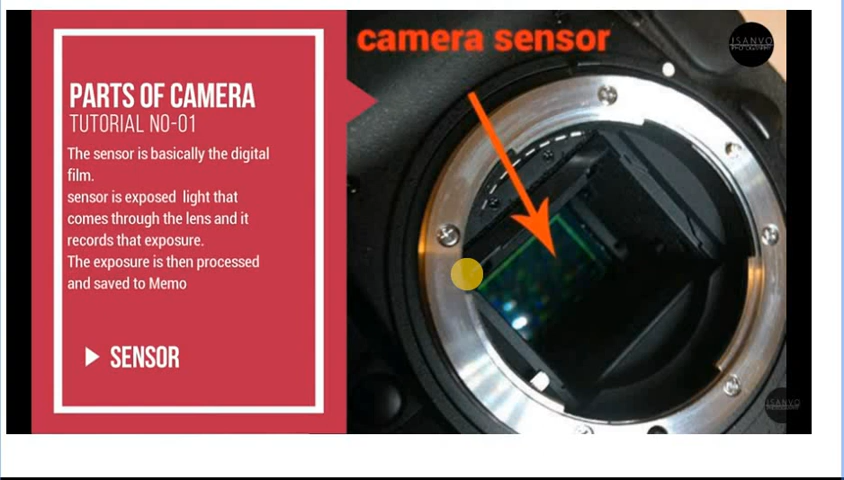 camera sensor
PARTS OF CAMERA
TUTORIAL NO-01
The sensor is basically the digital
film.
sensor is exposed light that
comes through the lens and it
records that exposure.
The exposure is then processed
and saved to Memo
SENSOR